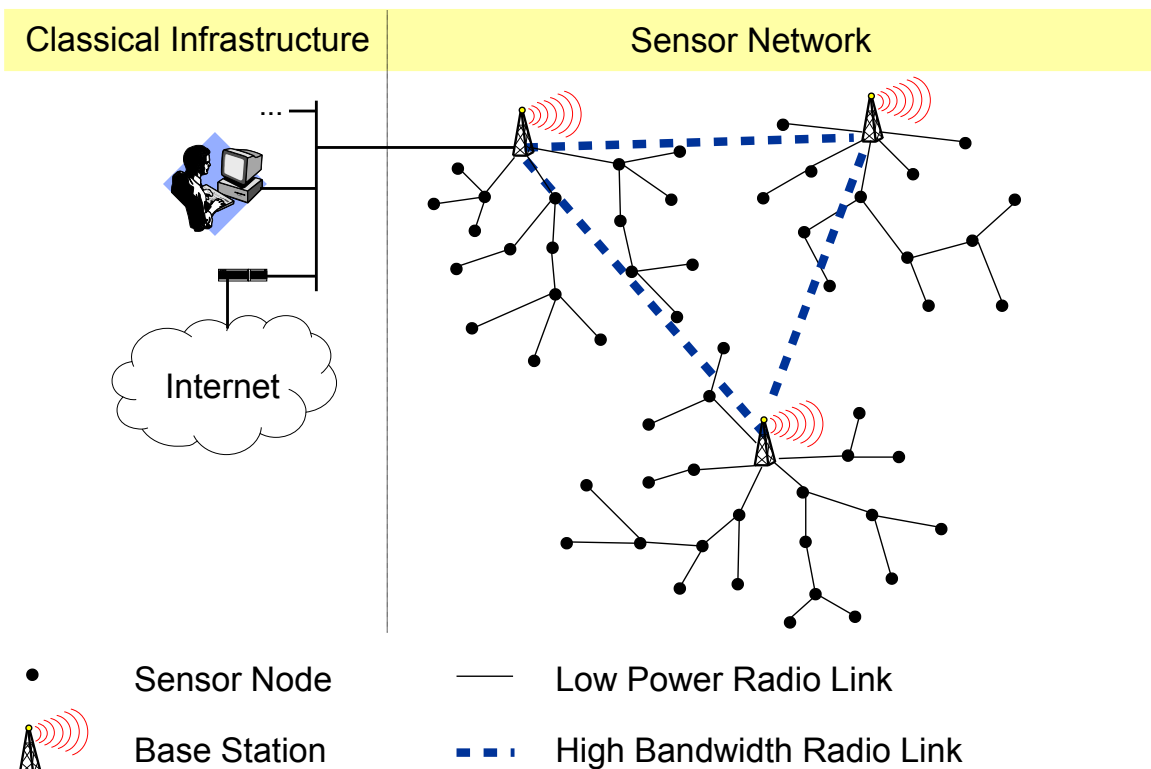 Classical Infrastructure
Sensor Network
...
Internet
Sensor Node
Low Power Radio Link
Base Station
High Bandwidth Radio Link